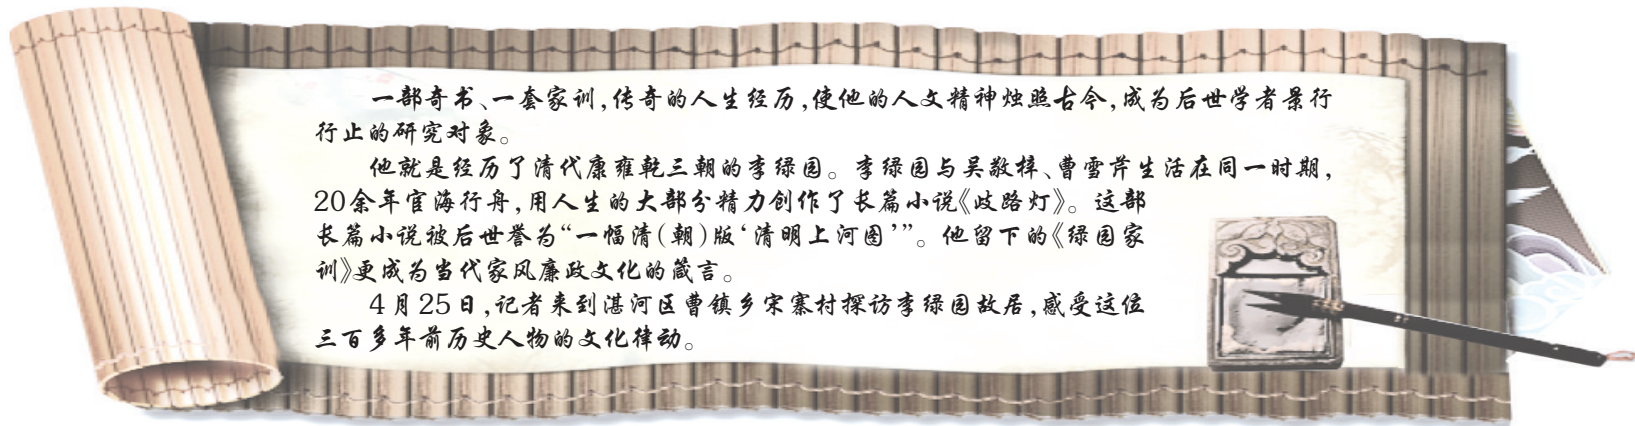 一部奇书、一套家训,传奇的人生经历,使他的人文精神烛照古今,成为后世学者景行
行止的研究对象。
他就是经历了清代康雍乾三朝的李绿园。李绿园与吴敬梓、曹雪芹生活在同一时期,
20余年宦海行舟,用人生的大部分精力创作了长篇小说《歧路灯》。这部
长篇小说被后世誉为“一幅清(朝)版‘清明上河图’”。他留下的《绿园家
训》更成为当代家风廉政文化的箴言。
4月25日,记者来到湛河区曹镇乡宋寨村探访李绿园故居,感受这位
三百多年前历史人物的文化律动。